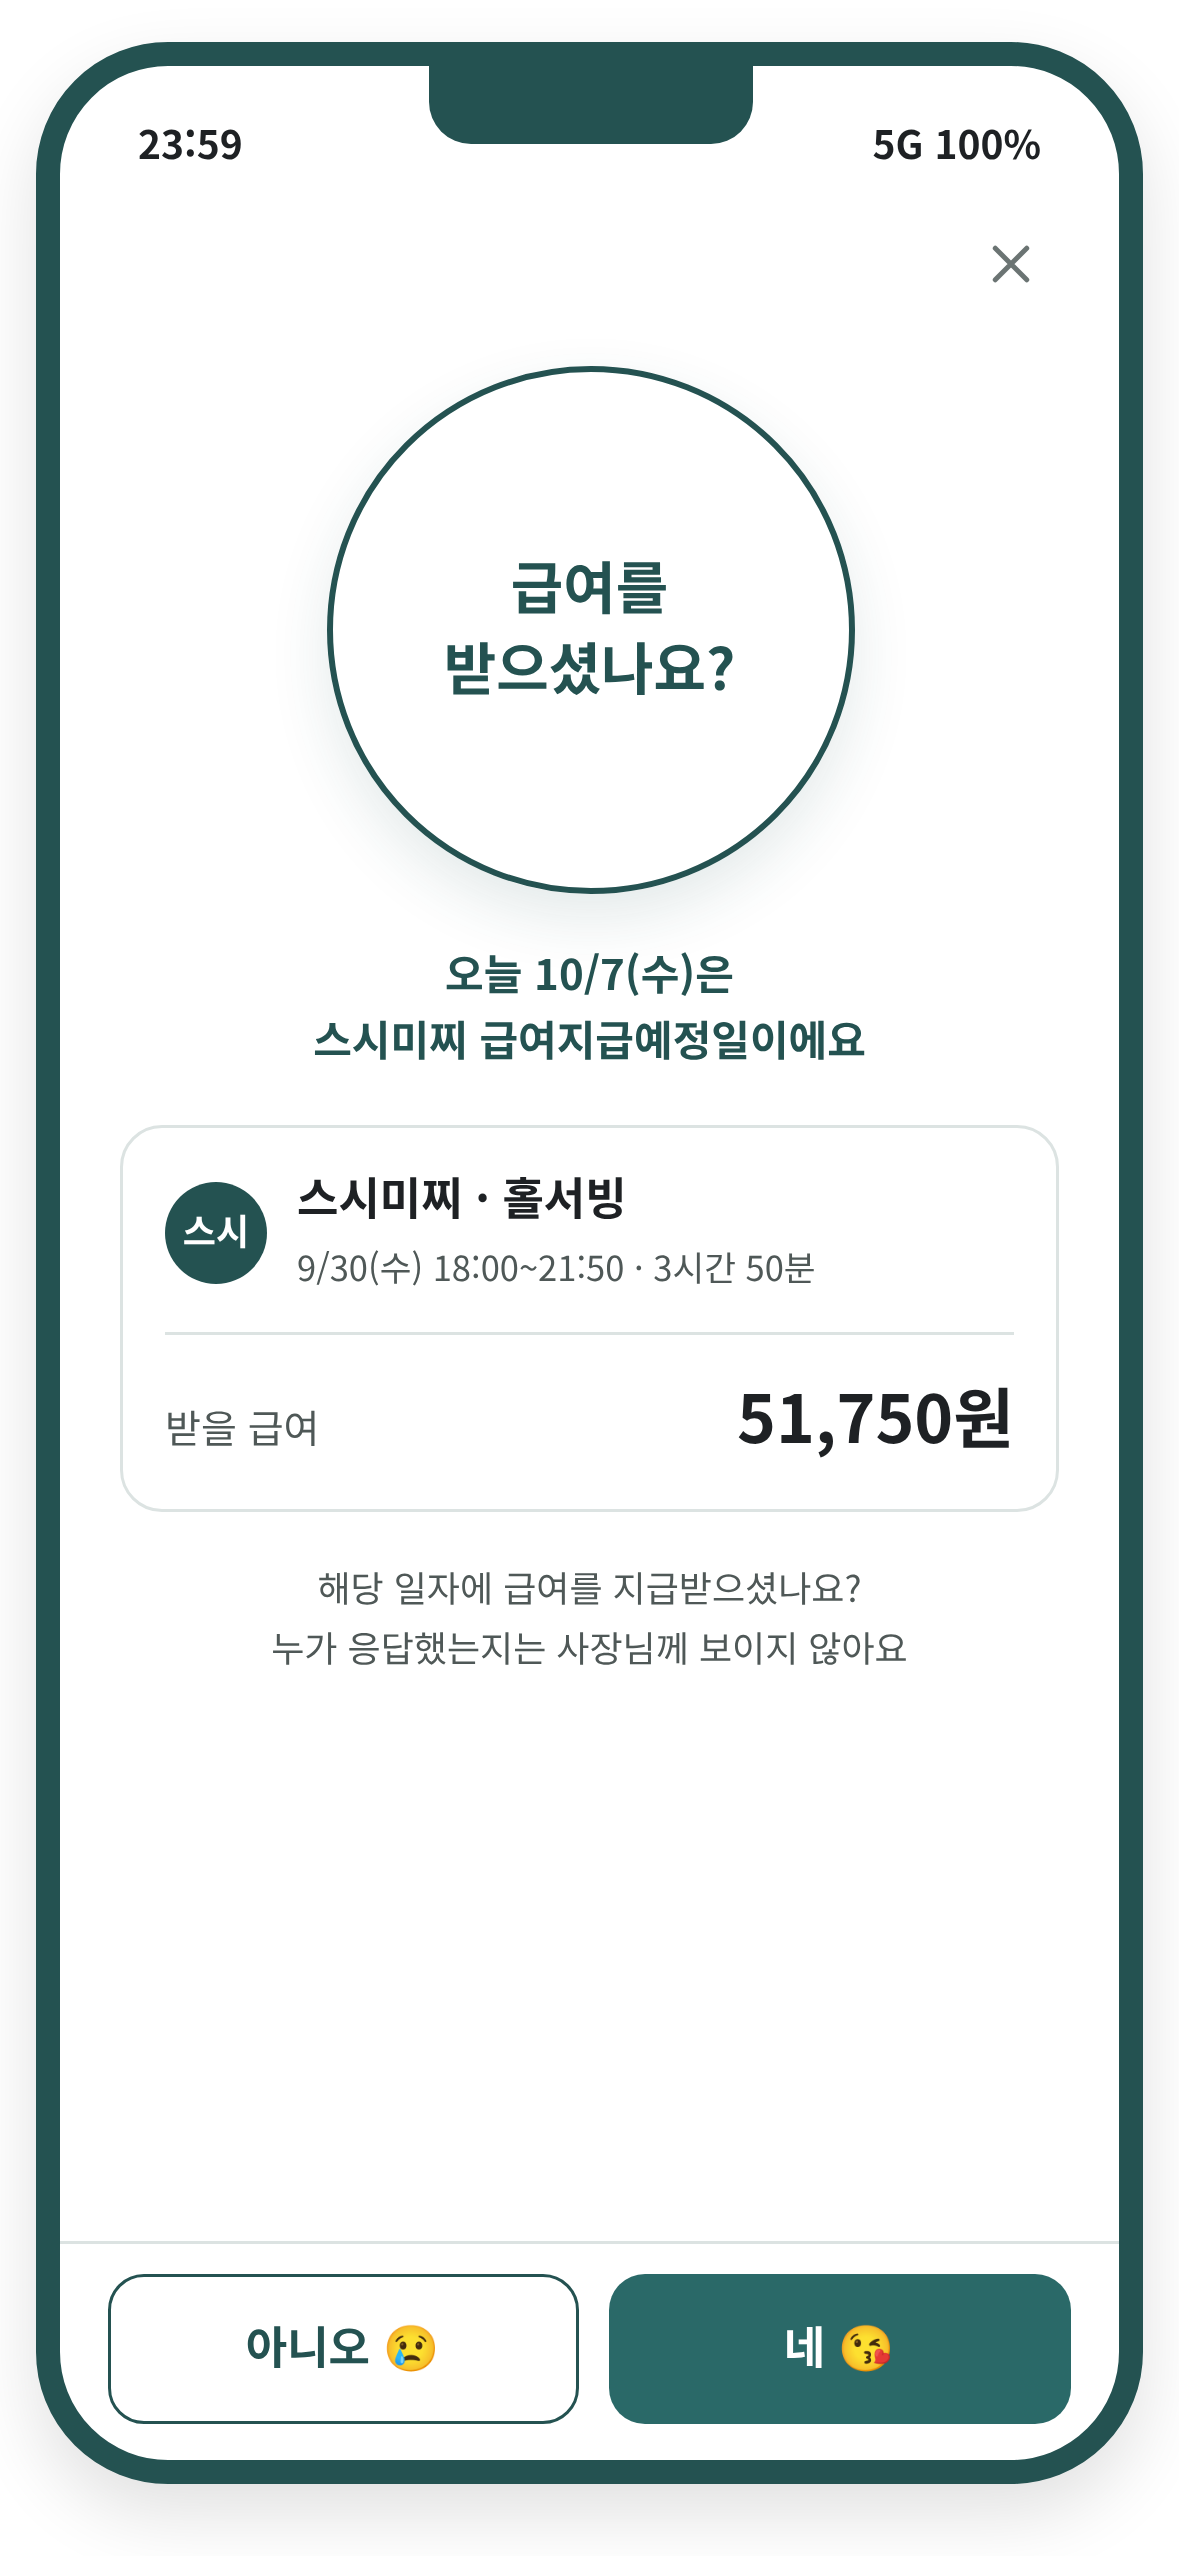 23:59
5G 100%
급여를
받으셨나요?
오늘 10/7(수)은
스시미찌 급여지급예정일이에요
스시
스시미찌 · 홀서빙
9/30(수) 18:00~21:50 · 3시간 50분
받을 급여
51,750원
해당 일자에 급여를 지급받으셨나요?
누가 응답했는지는 사장님께 보이지 않아요
아니오 😢
네 😘